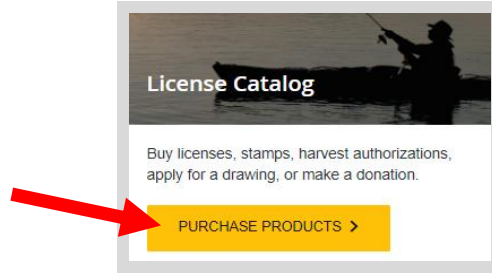 License Catalog
Buy licenses, stamps, harvest authorizations,
apply for a drawing, or make a donation.
PURCHASE PRODUCTS >